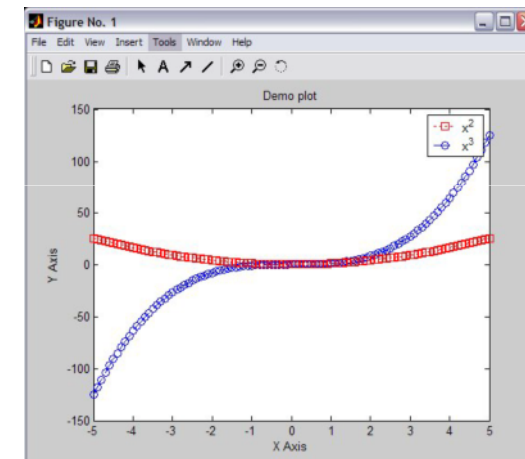 Figure No. 1
File Edit View Insert Tools Window Help
A
Demo plot
x²
x³
150
100
50
0
-50
-100
-150
Y Axis
-5 -4 -3 -2 -1 0 1 2 3 4 5
X Axis